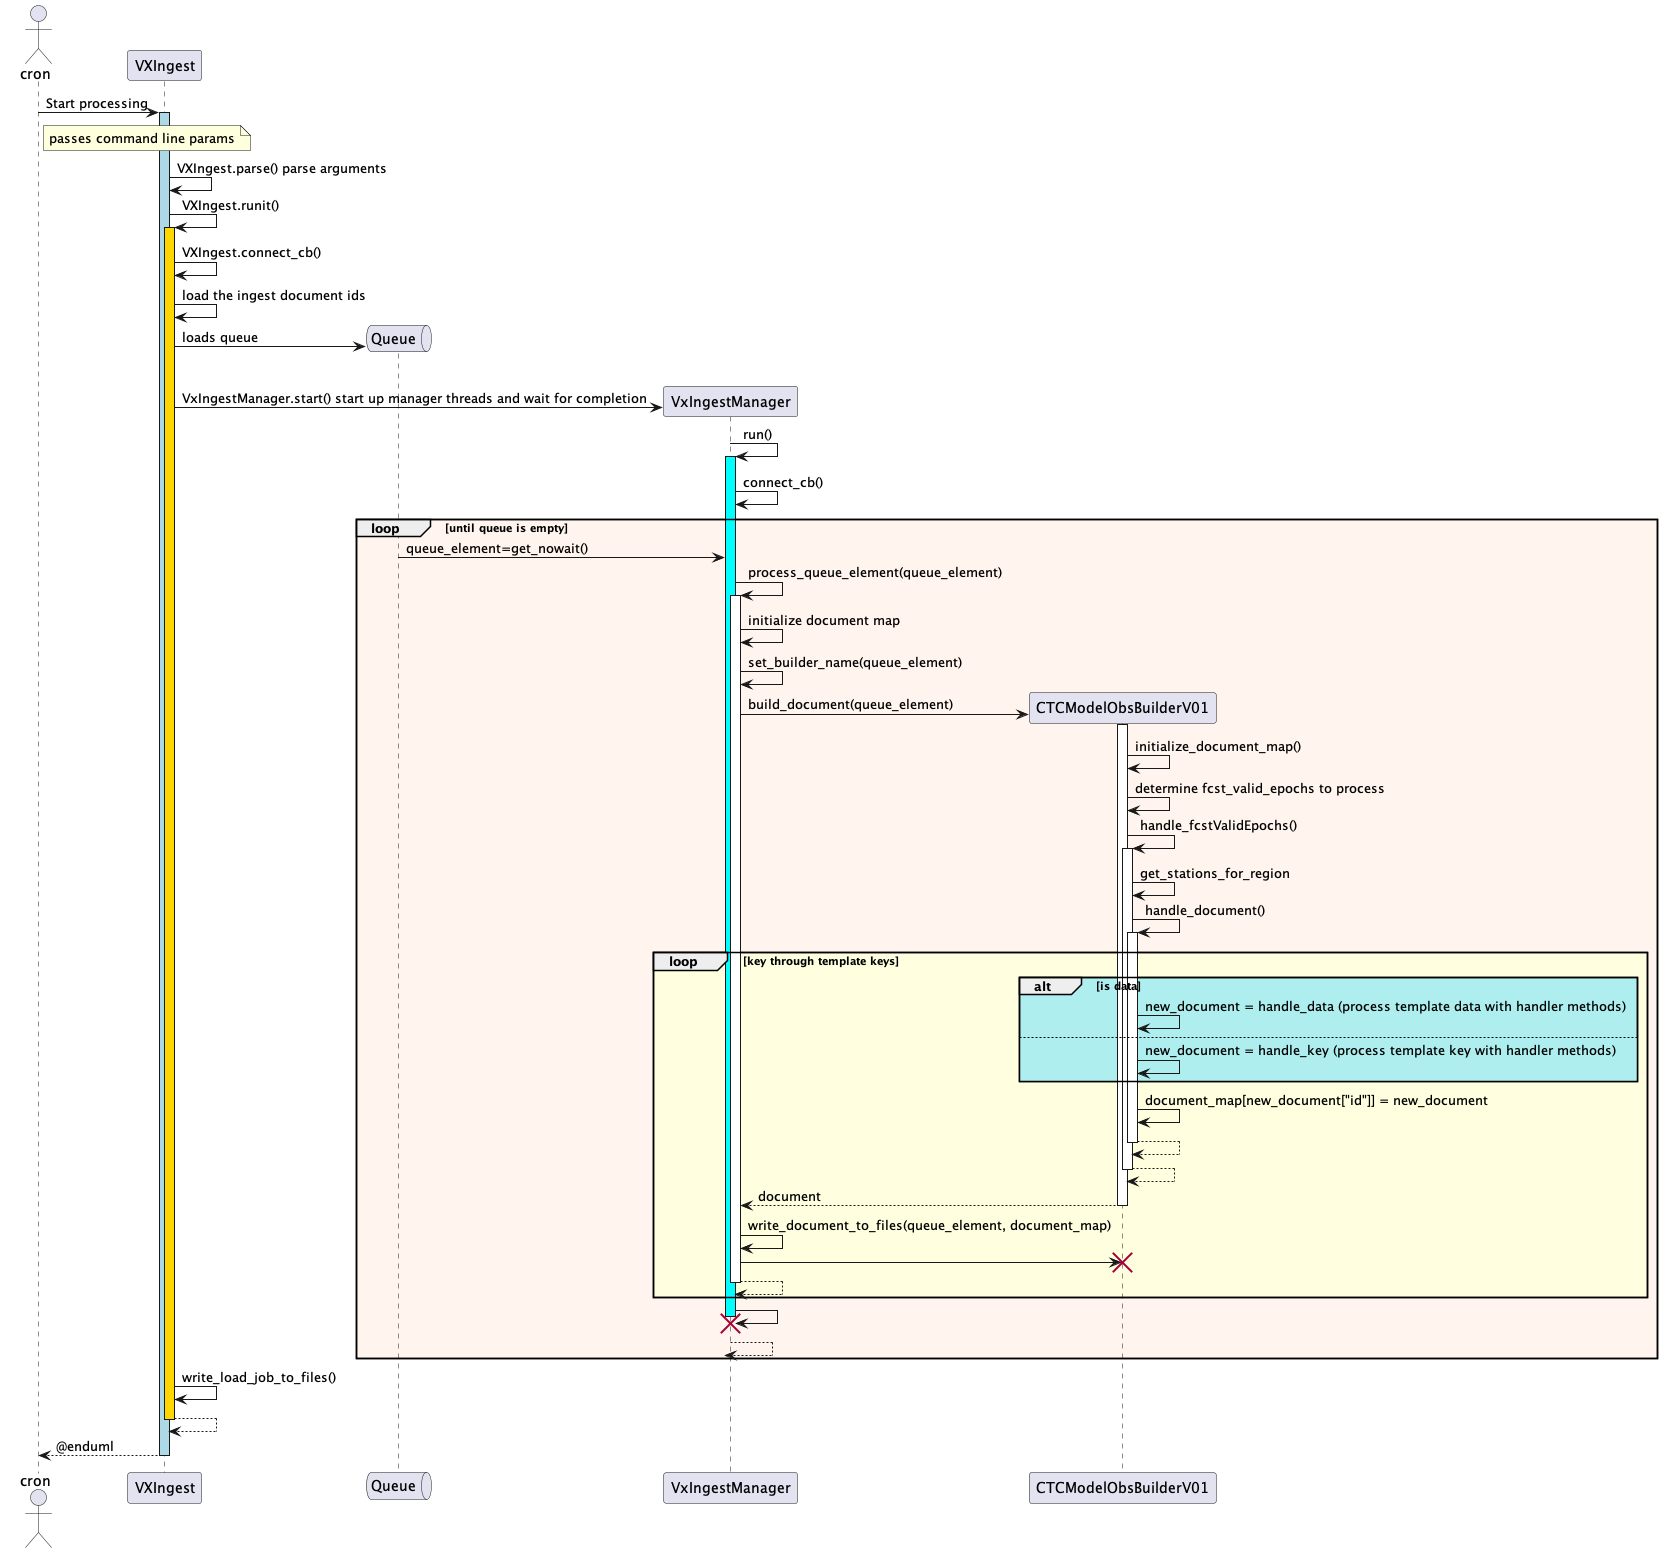 cron
VXIngest
Start processing
passes command line params
VXIngest.parse() parse arguments
VXIngest.runit()
VXIngest.connect_cb()
load the ingest document ids
loads queue
Queue
VxIngestManager.start() start up manager threads and wait for completion
VxIngestManager
run()
connect_cb()
loop [until queue is empty]
queue_element=get_nowait()
process_queue_element(queue_element)
initialize document map
set_builder_name(queue_element)
build_document(queue_element)
CTCModelObsBuilderV01
initialize_document_map()
determine fcst_valid_epochs to process
handle_fcstValidEpochs()
get_stations_for_region
handle_document()
loop [key through template keys]
alt [is data]
new_document = handle_data (process template data with handler methods)
new_document = handle_key (process template key with handler methods)
document_map[new_document["id"]] = new_document
document
write_document_to_files(queue_element, document_map)
write_load_job_to_files()
@enduml
cron VXIngest Queue VxIngestManager CTCModelObsBuilderV01